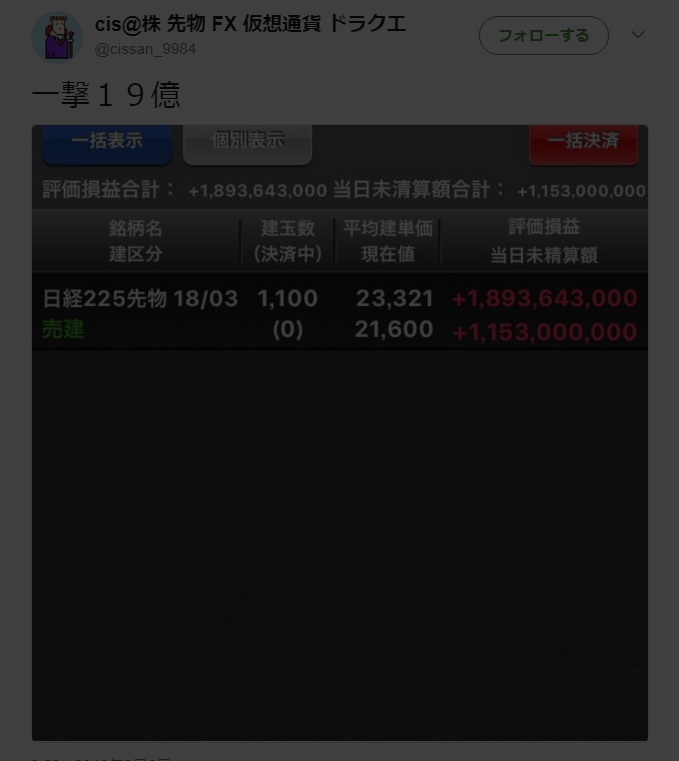 cis@株 先物 FX 仮想通貨 ドラクエ
@cissan_9984
フォローする
一撃１９億
一括表示 個別表示 一括決済
評価損益合計： +1,893,643,000 当日未清算額合計： +1,153,000,000
銘柄名 建玉数 平均建単価 評価損益
建区分 (決済中) 現在値 当日未精算額
日経225先物 18/03 1,100 23,321 +1,893,643,000
売建 (0) 21,600 +1,153,000,000